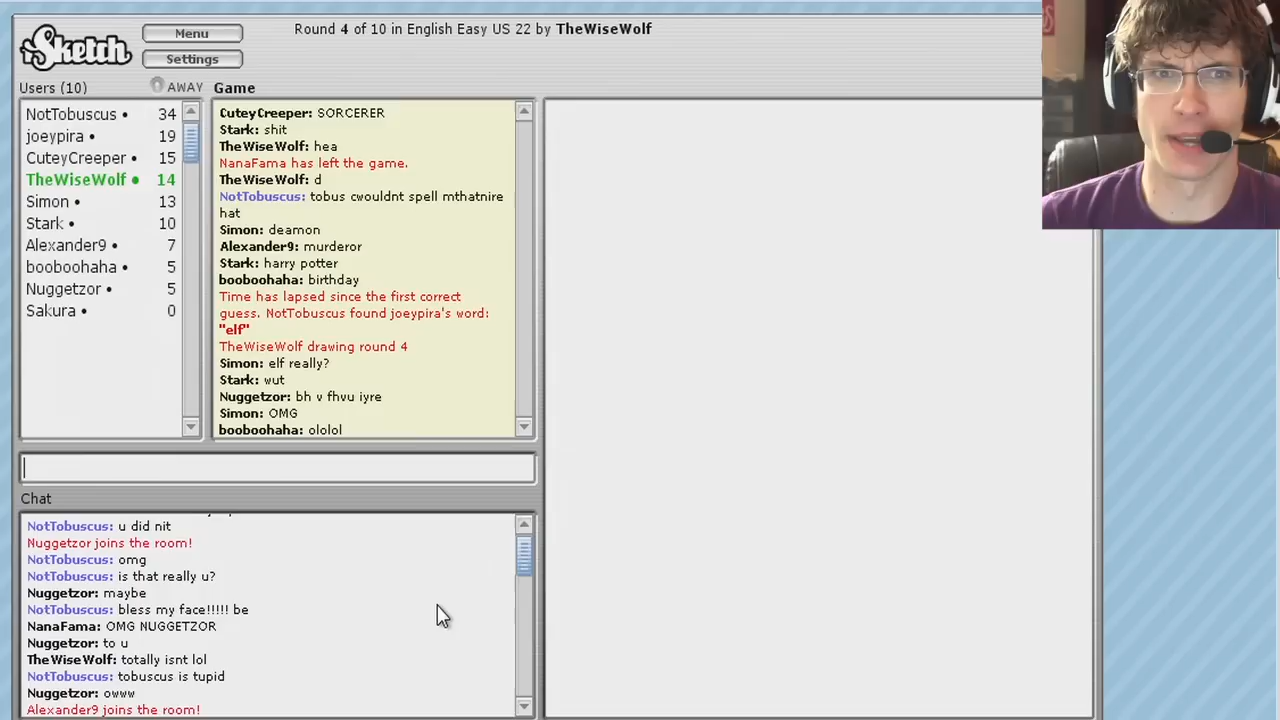 iSketch
Menu
Settings
Round 4 of 10 in English Easy US 22 by TheWiseWolf
Users (10)
AWAY
Game
NotTobuscus • 34
joeypira • 19
CuteyCreeper • 15
TheWiseWolf • 14
Simon • 13
Stark • 10
Alexander9 • 7
booboohaha • 5
Nuggetzor • 5
Sakura • 0
CuteyCreeper: SORCERER
Stark: shit
TheWiseWolf: hea
NanaFama has left the game.
TheWiseWolf: d
NotTobuscus: tobus cwouldnt spell mthatnire
hat
Simon: deamon
Alexander9: murderor
Stark: harry potter
booboohaha: birthday
Time has lapsed since the first correct
guess. NotTobuscus found joeypira's word:
"elf"
TheWiseWolf drawing round 4
Simon: elf really?
Stark: wut
Nuggetzor: bh v fhvu iyre
Simon: OMG
booboohaha: ololol
Chat
NotTobuscus: u did nit
Nuggetzor joins the room!
NotTobuscus: omg
NotTobuscus: is that really u?
Nuggetzor: maybe
NotTobuscus: bless my face!!!!! be
NanaFama: OMG NUGGETZOR
Nuggetzor: to u
TheWiseWolf: totally isnt lol
NotTobuscus: tobuscus is tupid
Nuggetzor: owww
Alexander9 joins the room!